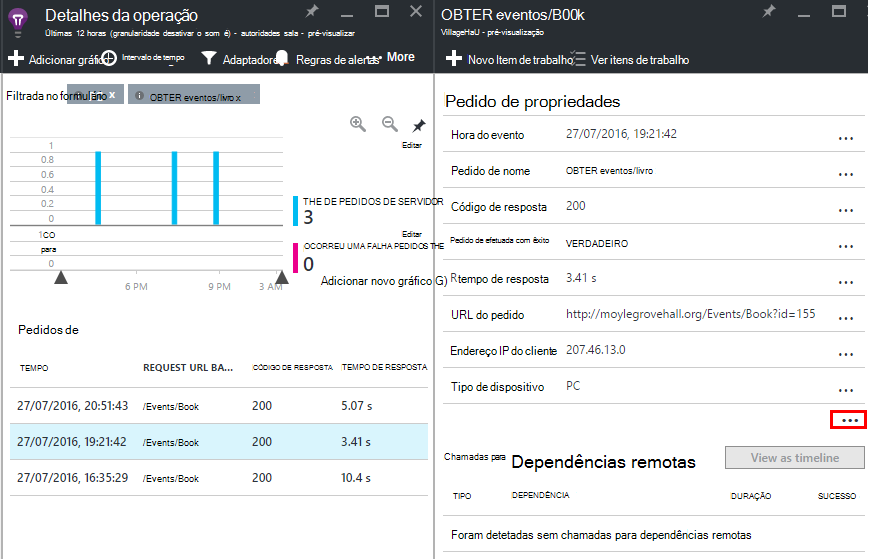 Detalhes da operação
Últimas 12 horas (granularidade desativar o som é) - autoridades sala - pré-visualizar
Adicionar gráfico
Intervalo de tempo
Adaptadores
Regras de alertas
More
Filtrada no formulário
x
OBTER eventos/livro x
Editar
1
0.8
0.6
0.4
0.2
0
THE DE PEDIDOS DE SERVIDOR
3
Editar
1CO
para
0
OCORREU UMA FALHA PEDIDOS THE
0
6 PM
9 PM
3 AM
Adicionar novo gráfico G)
Pedidos de
TEMPO REQUEST URL BA... CÓDIGO DE RESPOSTA TEMPO DE RESPOSTA
27/07/2016, 20:51:43 /Events/Book 200 5.07 s
27/07/2016, 19:21:42 /Events/Book 200 3.41 s
27/07/2016, 16:35:29 /Events/Book 200 10.4 s
OBTER eventos/B00k
VillageHaU - pré-visualização
Novo Item de trabalho
Ver itens de trabalho
Pedido de propriedades
Hora do evento 27/07/2016, 19:21:42 ...
Pedido de nome OBTER eventos/livro ...
Código de resposta 200 ...
Pedido de efetuada com êxito VERDADEIRO ...
Rtempo de resposta 3.41 s ...
URL do pedido http://moylegrovehall.org/Events/Book?id=155 ...
Endereço IP do cliente 207.46.13.0 ...
Tipo de dispositivo PC ...
...
Chamadas para Dependências remotas
View as timeline
TIPO DEPENDÊNCIA DURAÇÃO SUCESSO
Foram detetadas sem chamadas para dependências remotas